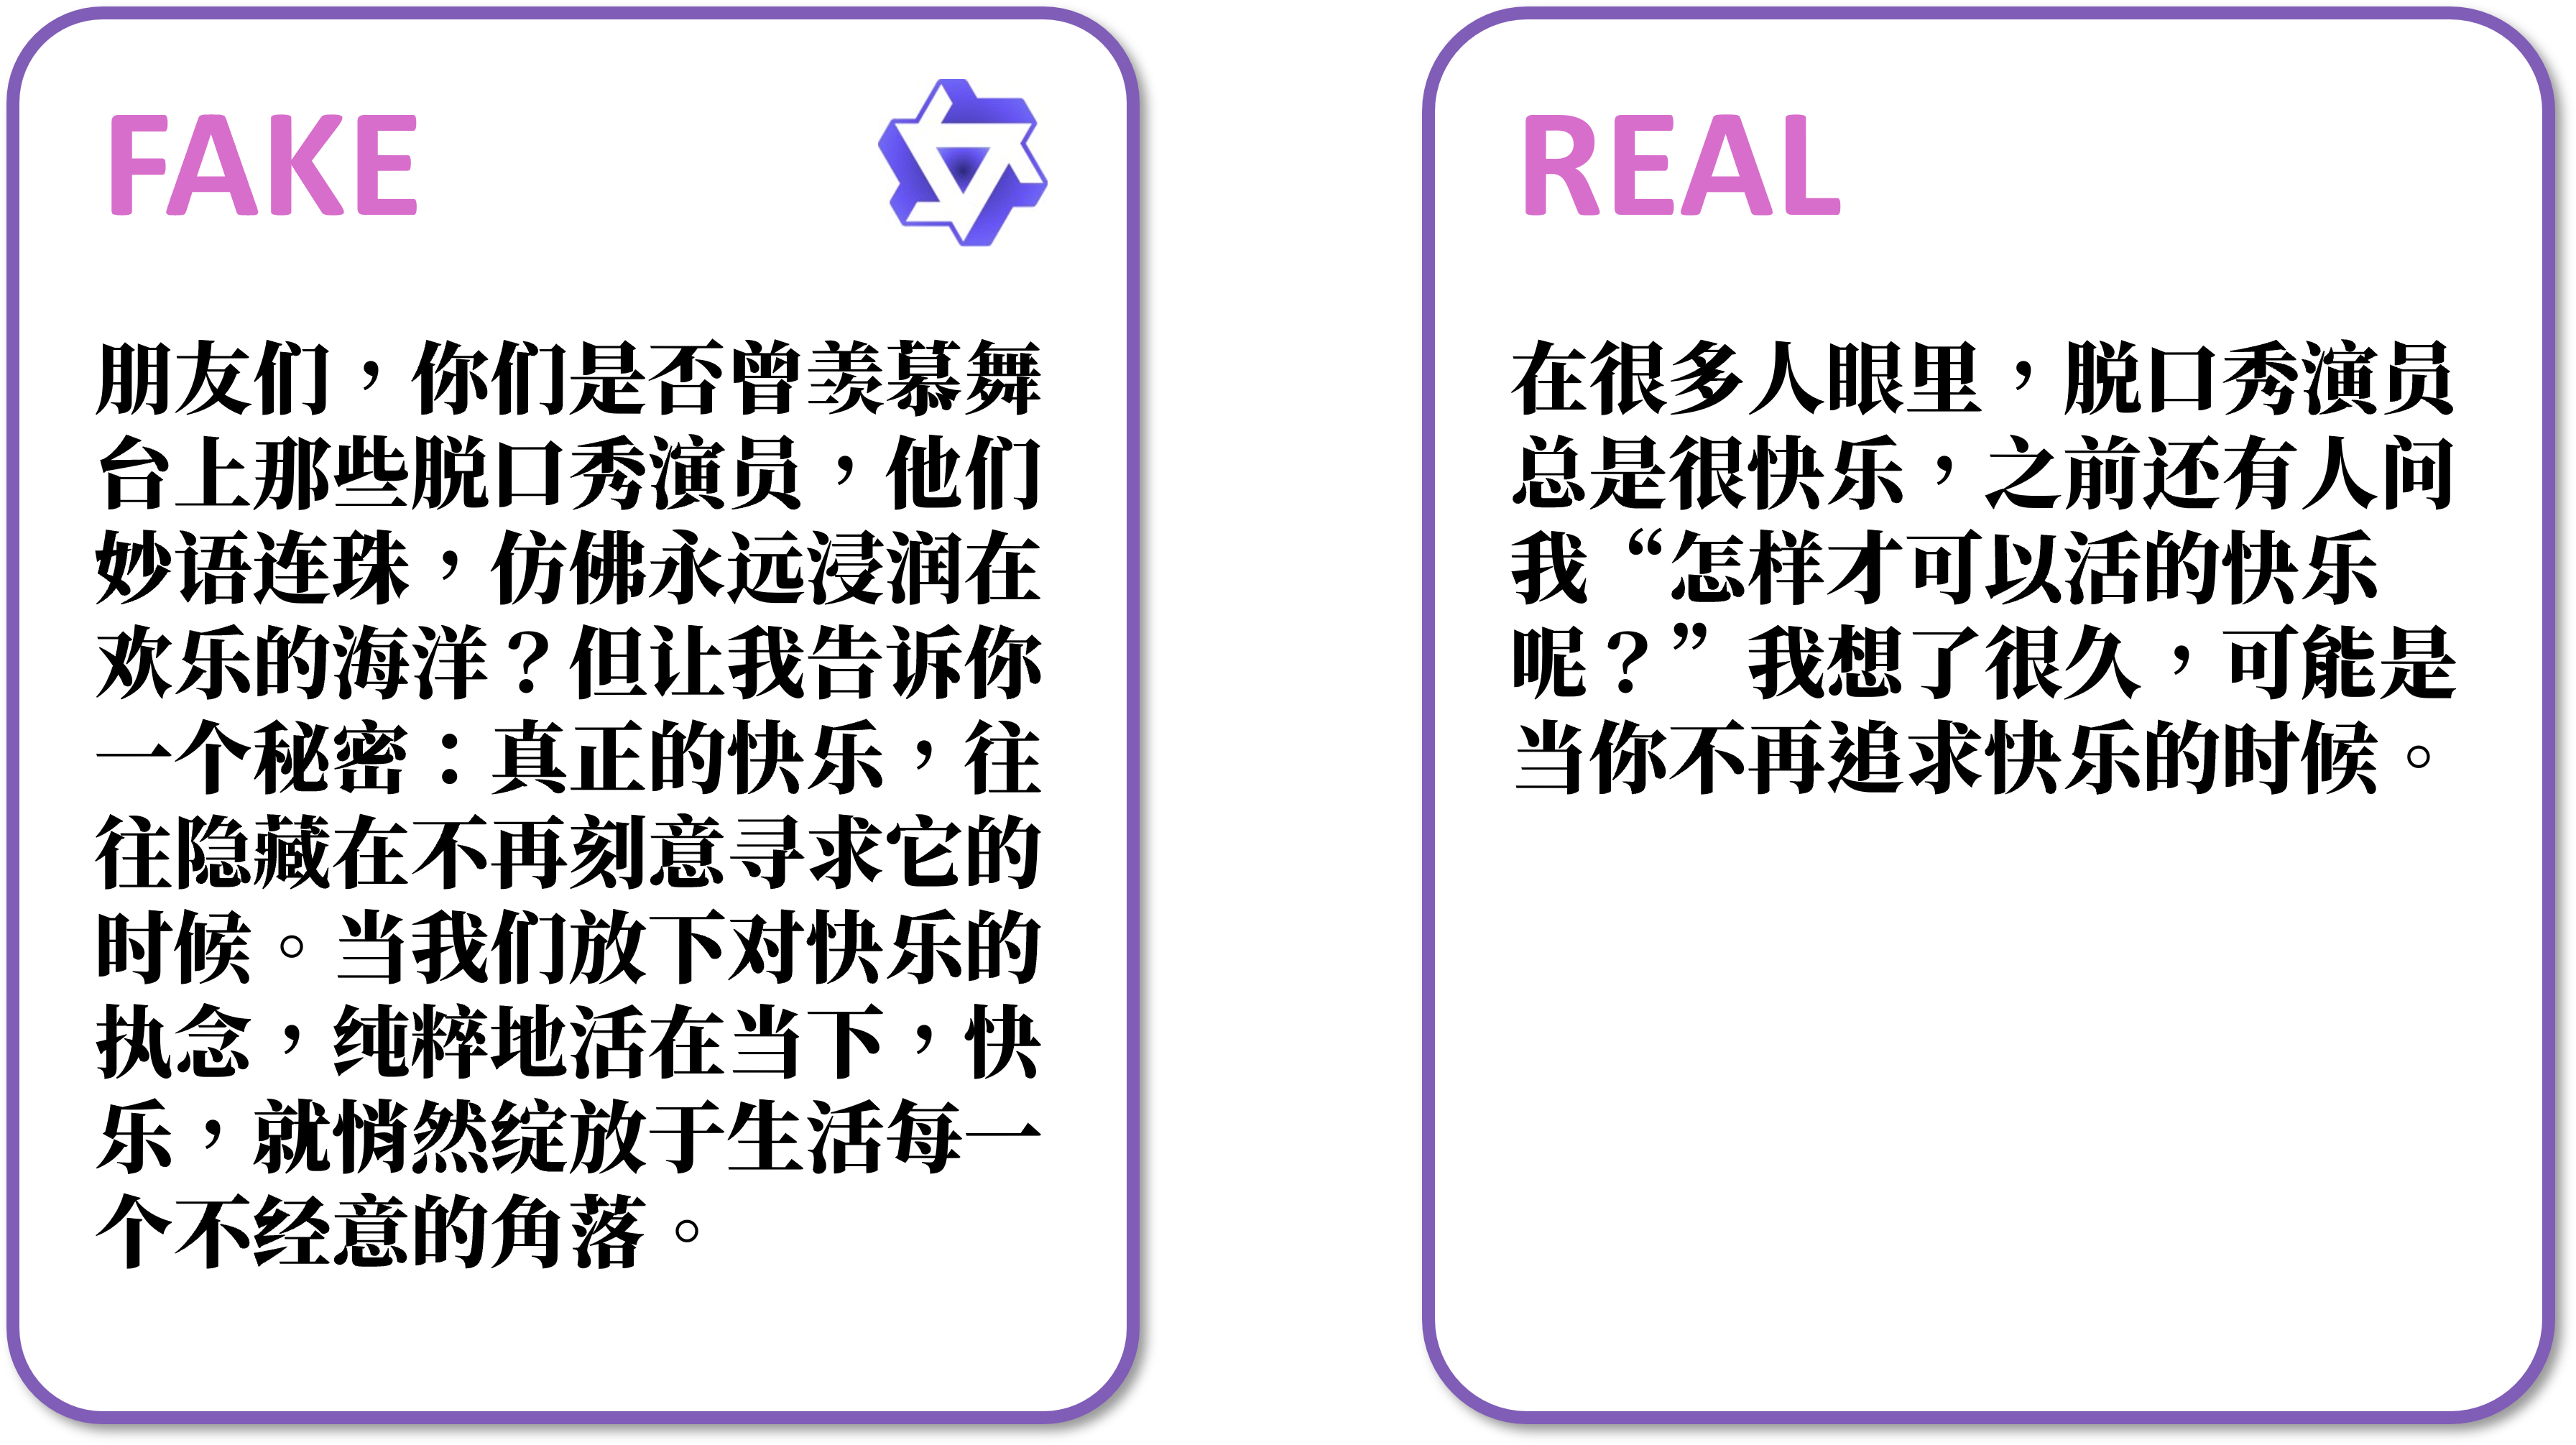 FAKE
朋友们，你们是否曾羡慕舞
台上那些脱口秀演员，他们
妙语连珠，仿佛永远浸润在
欢乐的海洋？但让我告诉你
一个秘密：真正的快乐，往
往隐藏在不再刻意寻求它的
时候。当我们放下对快乐的
执念，纯粹地活在当下，快
乐，就悄然绽放于生活每一
个不经意的角落。
REAL
在很多人眼里，脱口秀演员
总是很快乐，之前还有人问
我“怎样才可以活的快乐
呢？”我想了很久，可能是
当你不再追求快乐的时候。